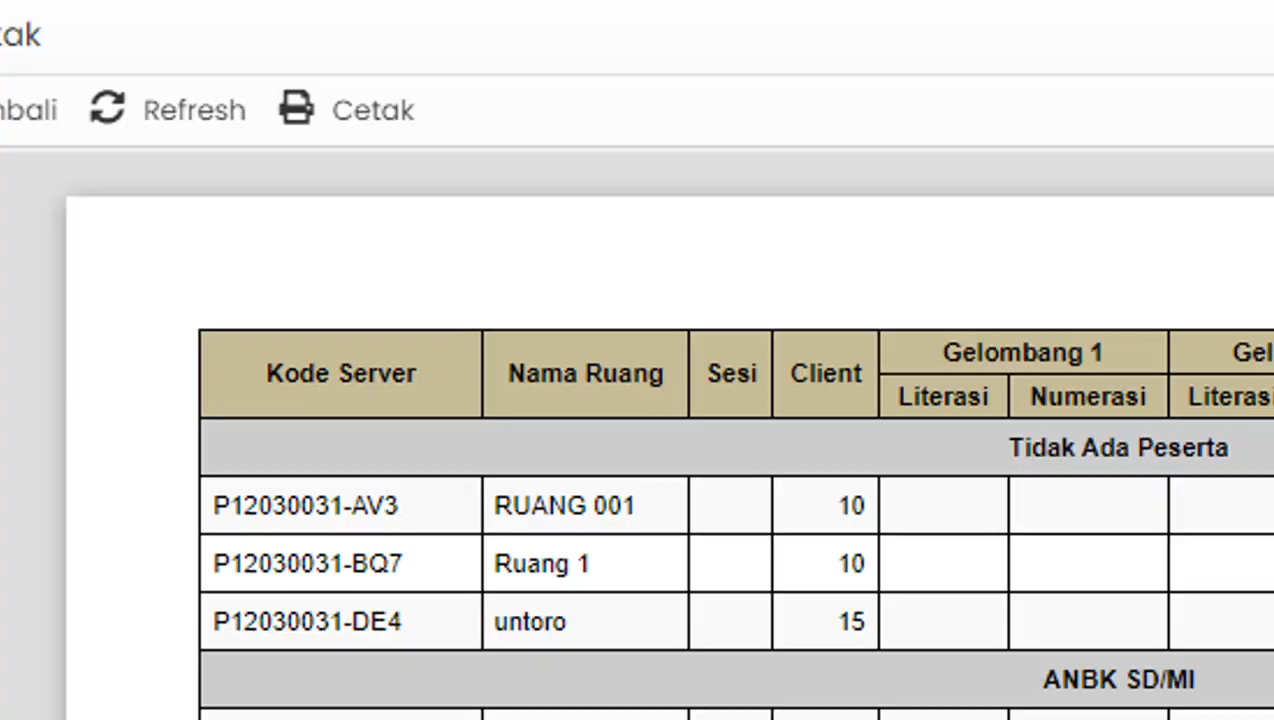 tak
mbali Refresh Cetak
Kode Server Nama Ruang Sesi Client Gelombang 1 Gel
Literasi Numerasi Literasi
Tidak Ada Peserta
P12030031-AV3 RUANG 001 10
P12030031-BQ7 Ruang 1 10
P12030031-DE4 untoro 15
ANBK SD/MI